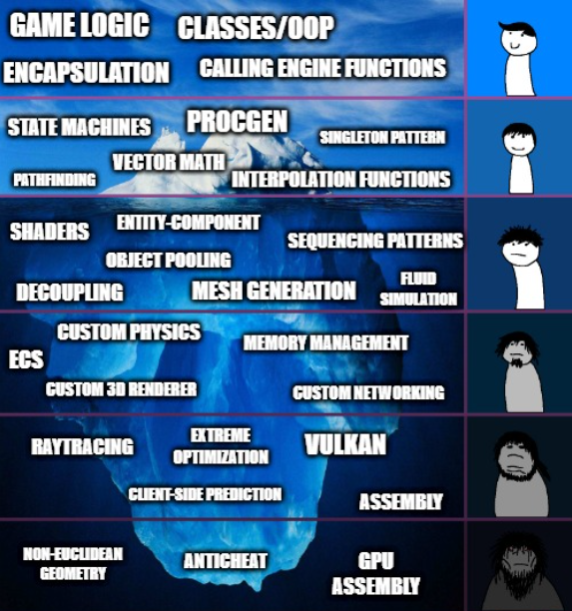 GAME LOGIC
CLASSES/OOP
ENCAPSULATION
CALLING ENGINE FUNCTIONS
STATE MACHINES
PROCGEN
SINGLETON PATTERN
VECTOR MATH
PATHFINDING
INTERPOLATION FUNCTIONS
SHADERS
ENTITY-COMPONENT
SEQUENCING PATTERNS
OBJECT POOLING
DECOUPLING
MESH GENERATION
FLUID
SIMULATION
CUSTOM PHYSICS
MEMORY MANAGEMENT
ECS
CUSTOM 3D RENDERER
CUSTOM NETWORKING
RAYTRACING
EXTREME
OPTIMIZATION
VULKAN
CLIENT-SIDE PREDICTION
ASSEMBLY
NON-EUCLIDEAN
GEOMETRY
ANTICHEAT
GPU
ASSEMBLY